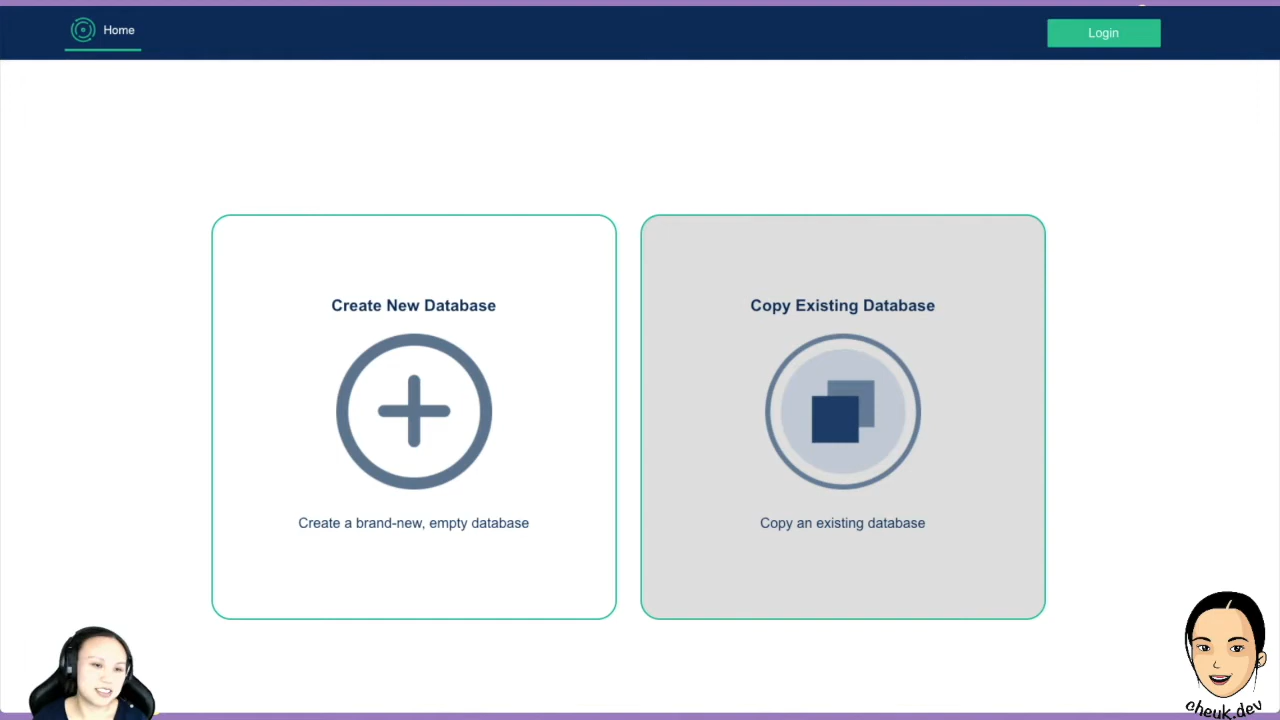 Home
Login
Create New Database
Copy Existing Database
Create a brand-new, empty database
Copy an existing database
cheuk.dev